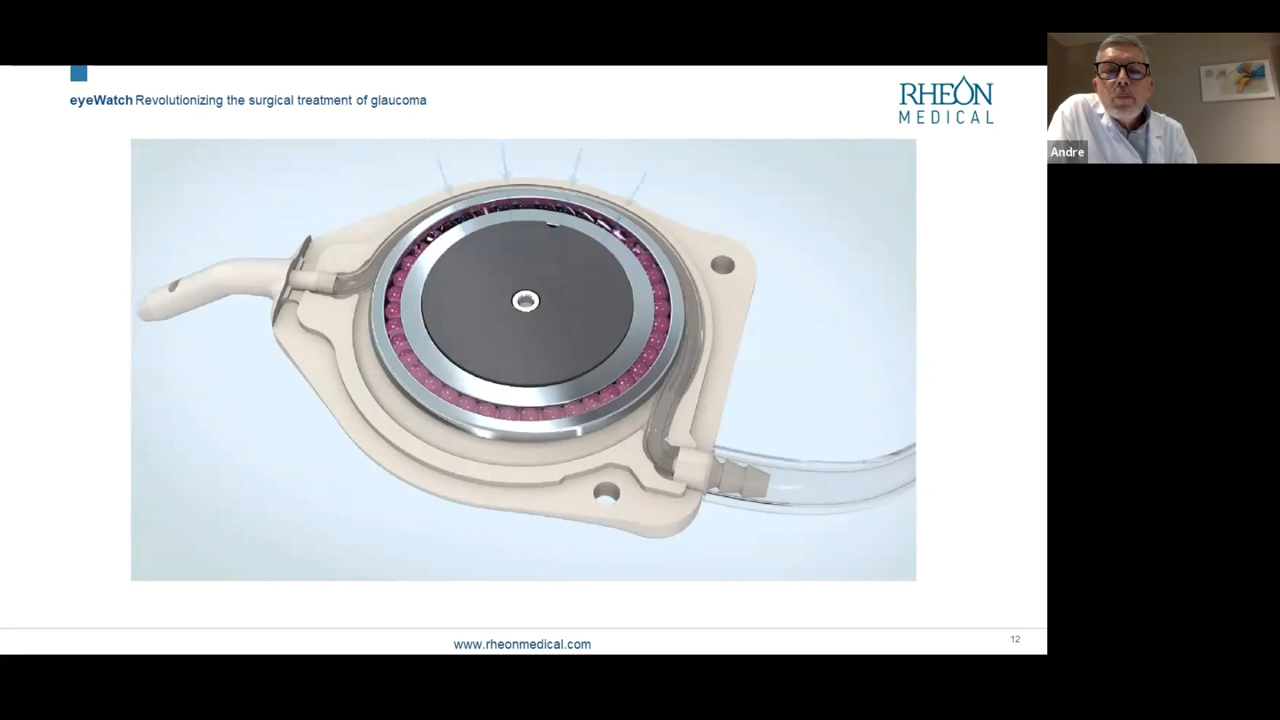 eyeWatch Revolutionizing the surgical treatment of glaucoma
RHEON
MEDICAL
Andre
www.rheonmedical.com
12